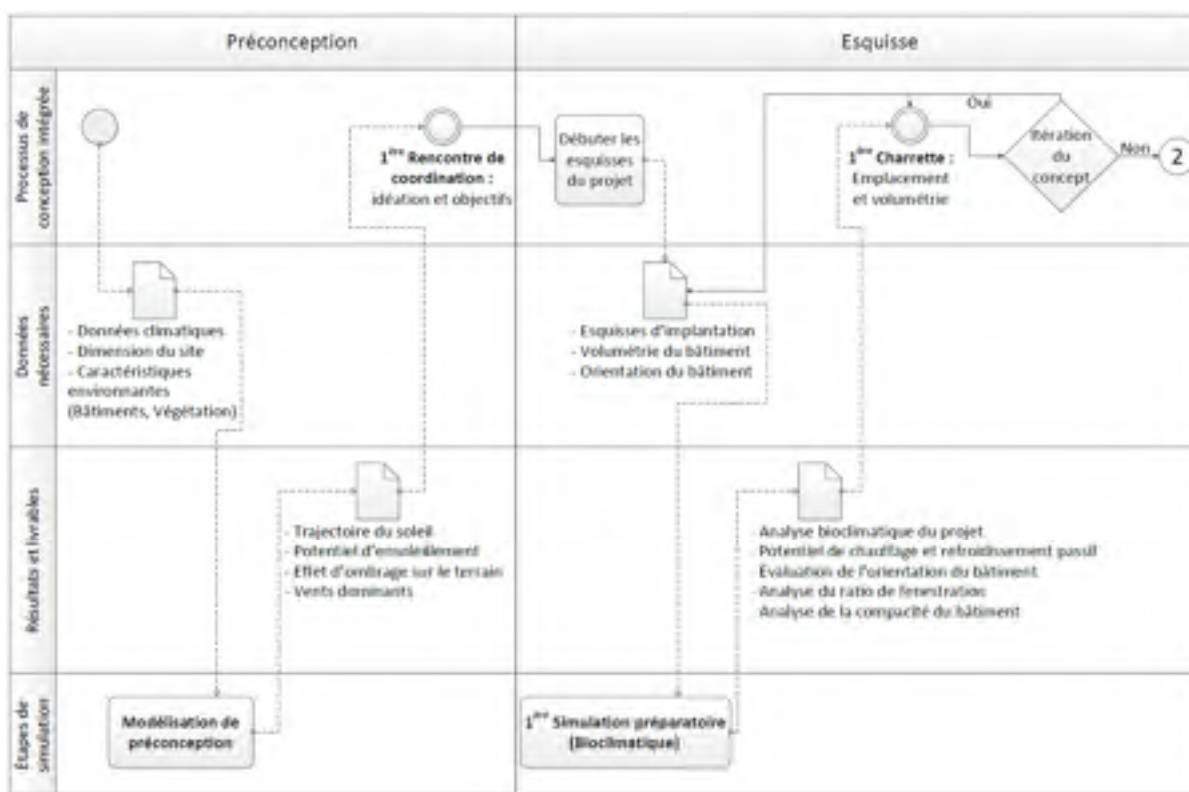 Préconception
Esquisse
Processus de
conception intégrée
1ère Rencontre de
coordination :
idéation et objectifs
Débuter les
esquisses
du projet
1ère Charrette :
Emplacement
et volumétrie
Oui
Itération
du
concept
Non
2
Données
nécessaires
- Données climatiques
- Dimension du site
- Caractéristiques
environnantes
(Bâtiments, Végétation)
- Esquisses d'implantation
- Volumétrie du bâtiment
- Orientation du bâtiment
Résultats et livrables
- Trajectoire du soleil
- Potentiel d'ensoleillement
- Effet d'ombrage sur le terrain
- Vents dominants
- Analyse bioclimatique du projet
- Potentiel de chauffage et refroidissement passif
- Évaluation de l'orientation du bâtiment
- Analyse du ratio de fenestration
- Analyse de la compacité du bâtiment
Étapes de
simulation
Modélisation de
préconception
1ère Simulation préparatoire
(Bioclimatique)